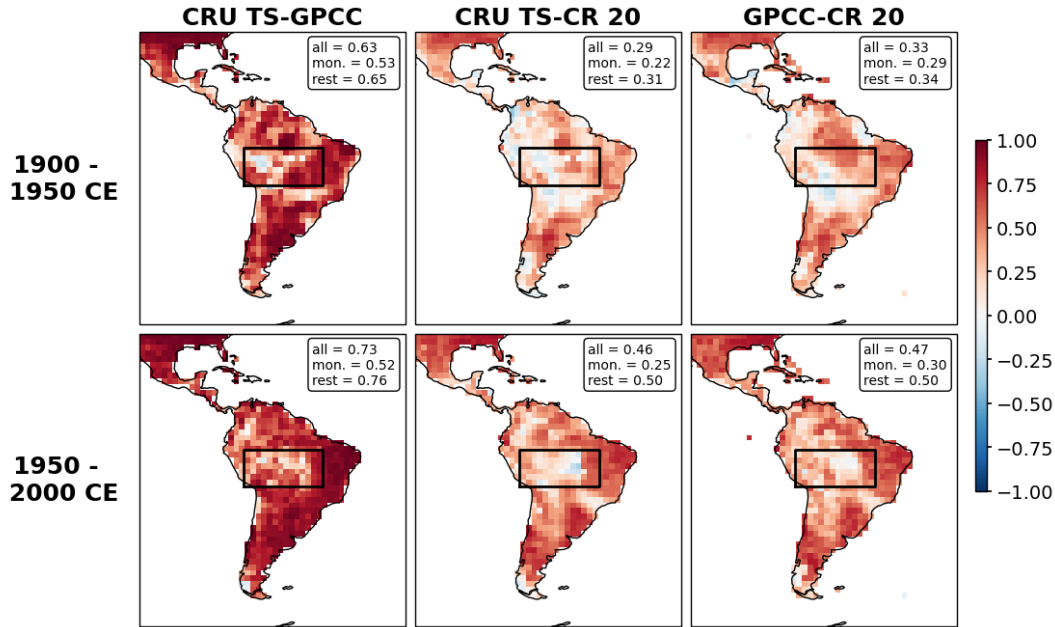 CRU TS-GPCC
CRU TS-CR 20
GPCC-CR 20
1900 -
1950 CE
all = 0.63
mon. = 0.53
rest = 0.65
all = 0.29
mon. = 0.22
rest = 0.31
all = 0.33
mon. = 0.29
rest = 0.34
1950 -
2000 CE
all = 0.73
mon. = 0.52
rest = 0.76
all = 0.46
mon. = 0.25
rest = 0.50
all = 0.47
mon. = 0.30
rest = 0.50
1.00
0.75
0.50
0.25
0.00
−0.25
−0.50
−0.75
−1.00